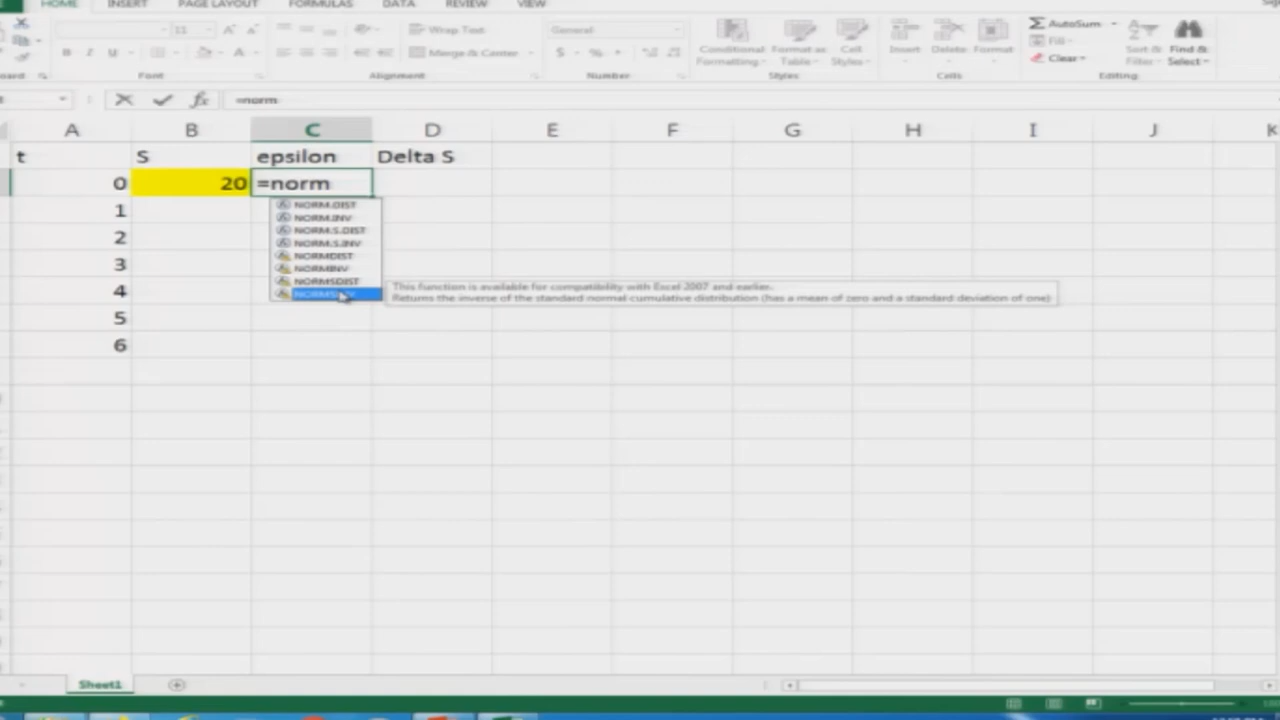 HOME INSERT PAGE LAYOUT FORMULAS DATA REVIEW VIEW
11 A A Wrap Text General AutoSum
B I U A Merge & Center $ % Conditional Formatting Format as Table Cell Styles Insert Delete Format Fill Clear Sort & Filter Find & Select
Font Alignment Number Styles Cells Editing
fx =norm
A B C D E F G H I J K
t S epsilon Delta S
0 20 =norm
1
2
3
4
5
6
NORM.DIST
NORM.INV
NORM.S.DIST
NORM.S.INV
NORMDIST
NORMINV
NORMSDIST
This function is available for compatibility with Excel 2007 and earlier.
Returns the inverse of the standard normal cumulative distribution (has a mean of zero and a standard deviation of one)
Sheet1